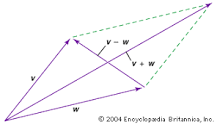 v − w
v
v + w
w
© 2004 Encyclopædia Britannica, Inc.